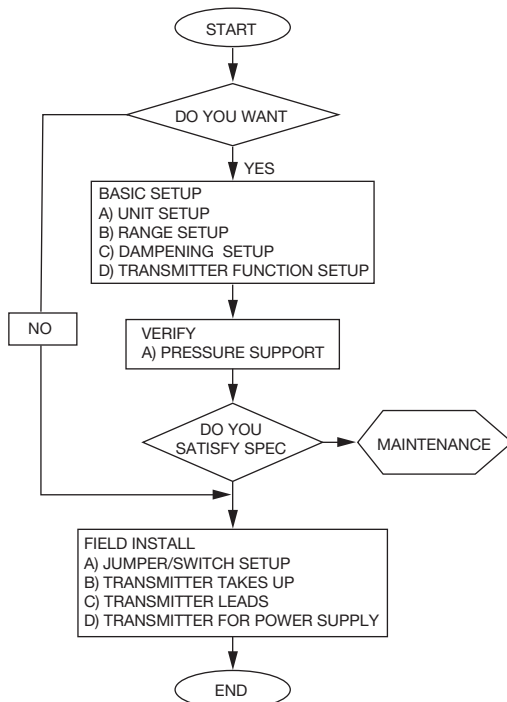 START
DO YOU WANT
YES
BASIC SETUP
A) UNIT SETUP
B) RANGE SETUP
C) DAMPENING SETUP
D) TRANSMITTER FUNCTION SETUP
NO
VERIFY
A) PRESSURE SUPPORT
DO YOU
SATISFY SPEC
MAINTENANCE
FIELD INSTALL
A) JUMPER/SWITCH SETUP
B) TRANSMITTER TAKES UP
C) TRANSMITTER LEADS
D) TRANSMITTER FOR POWER SUPPLY
END